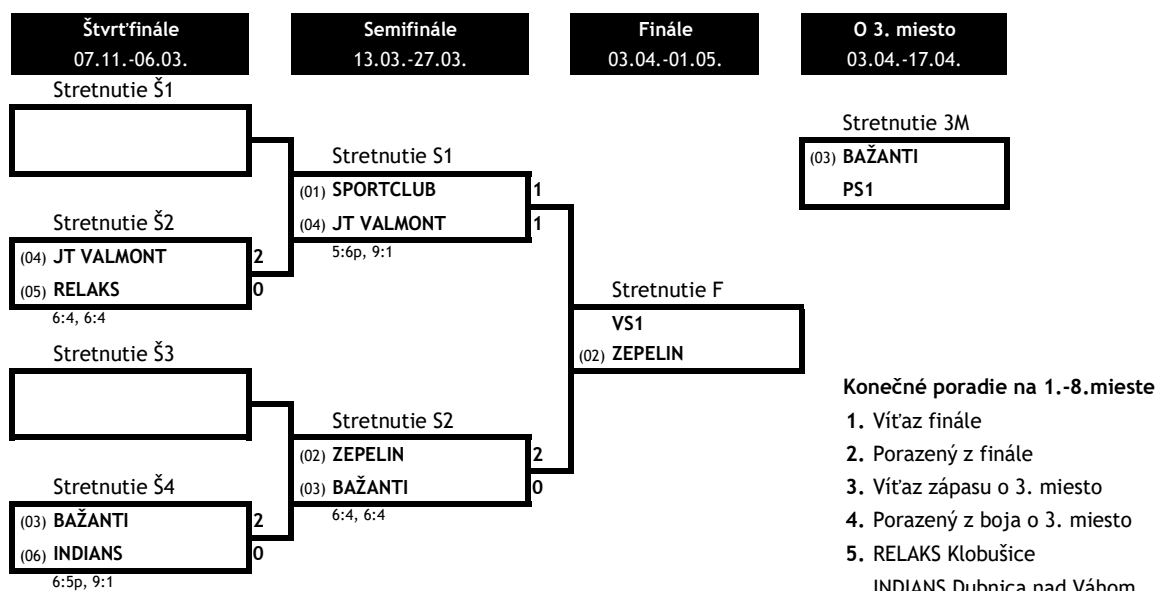 Štvrťfinále
07.11.-06.03.
Semifinále
13.03.-27.03.
Finále
03.04.-01.05.
O 3. miesto
03.04.-17.04.
Stretnutie Š1
Stretnutie Š2
(04) JT VALMONT 2
(05) RELAKS 0
6:4, 6:4
Stretnutie Š3
Stretnutie Š4
(03) BAŽANTI 2
(06) INDIANS 0
6:5p, 9:1
Stretnutie S1
(01) SPORTCLUB 1
(04) JT VALMONT 1
5:6p, 9:1
Stretnutie S2
(02) ZEPELIN 2
(03) BAŽANTI 0
6:4, 6:4
Stretnutie F
VS1
(02) ZEPELIN
Stretnutie 3M
(03) BAŽANTI
PS1
Konečné poradie na 1.-8.mieste
1. Víťaz finále
2. Porazený z finále
3. Víťaz zápasu o 3. miesto
4. Porazený z boja o 3. miesto
5. RELAKS Klobušice
INDIANS Dubnica nad Váhom